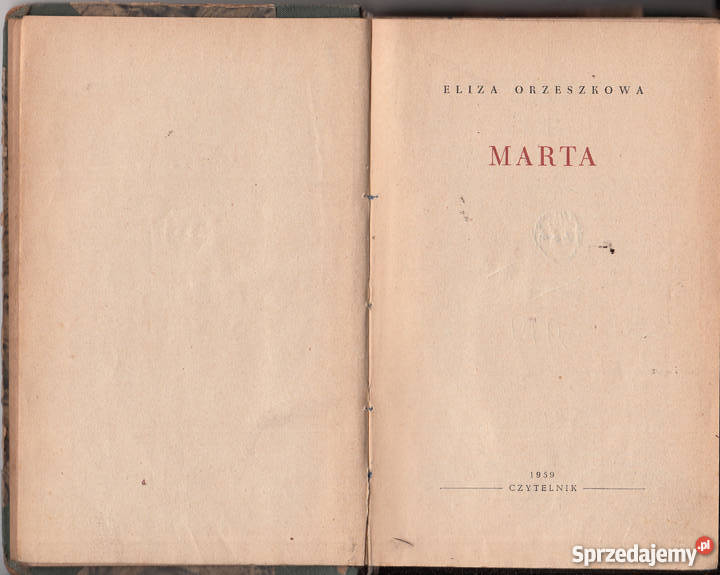 ELIZA ORZESZKOWA
MARTA
1959
CZYTELNIK
Sprzedajemy.pl